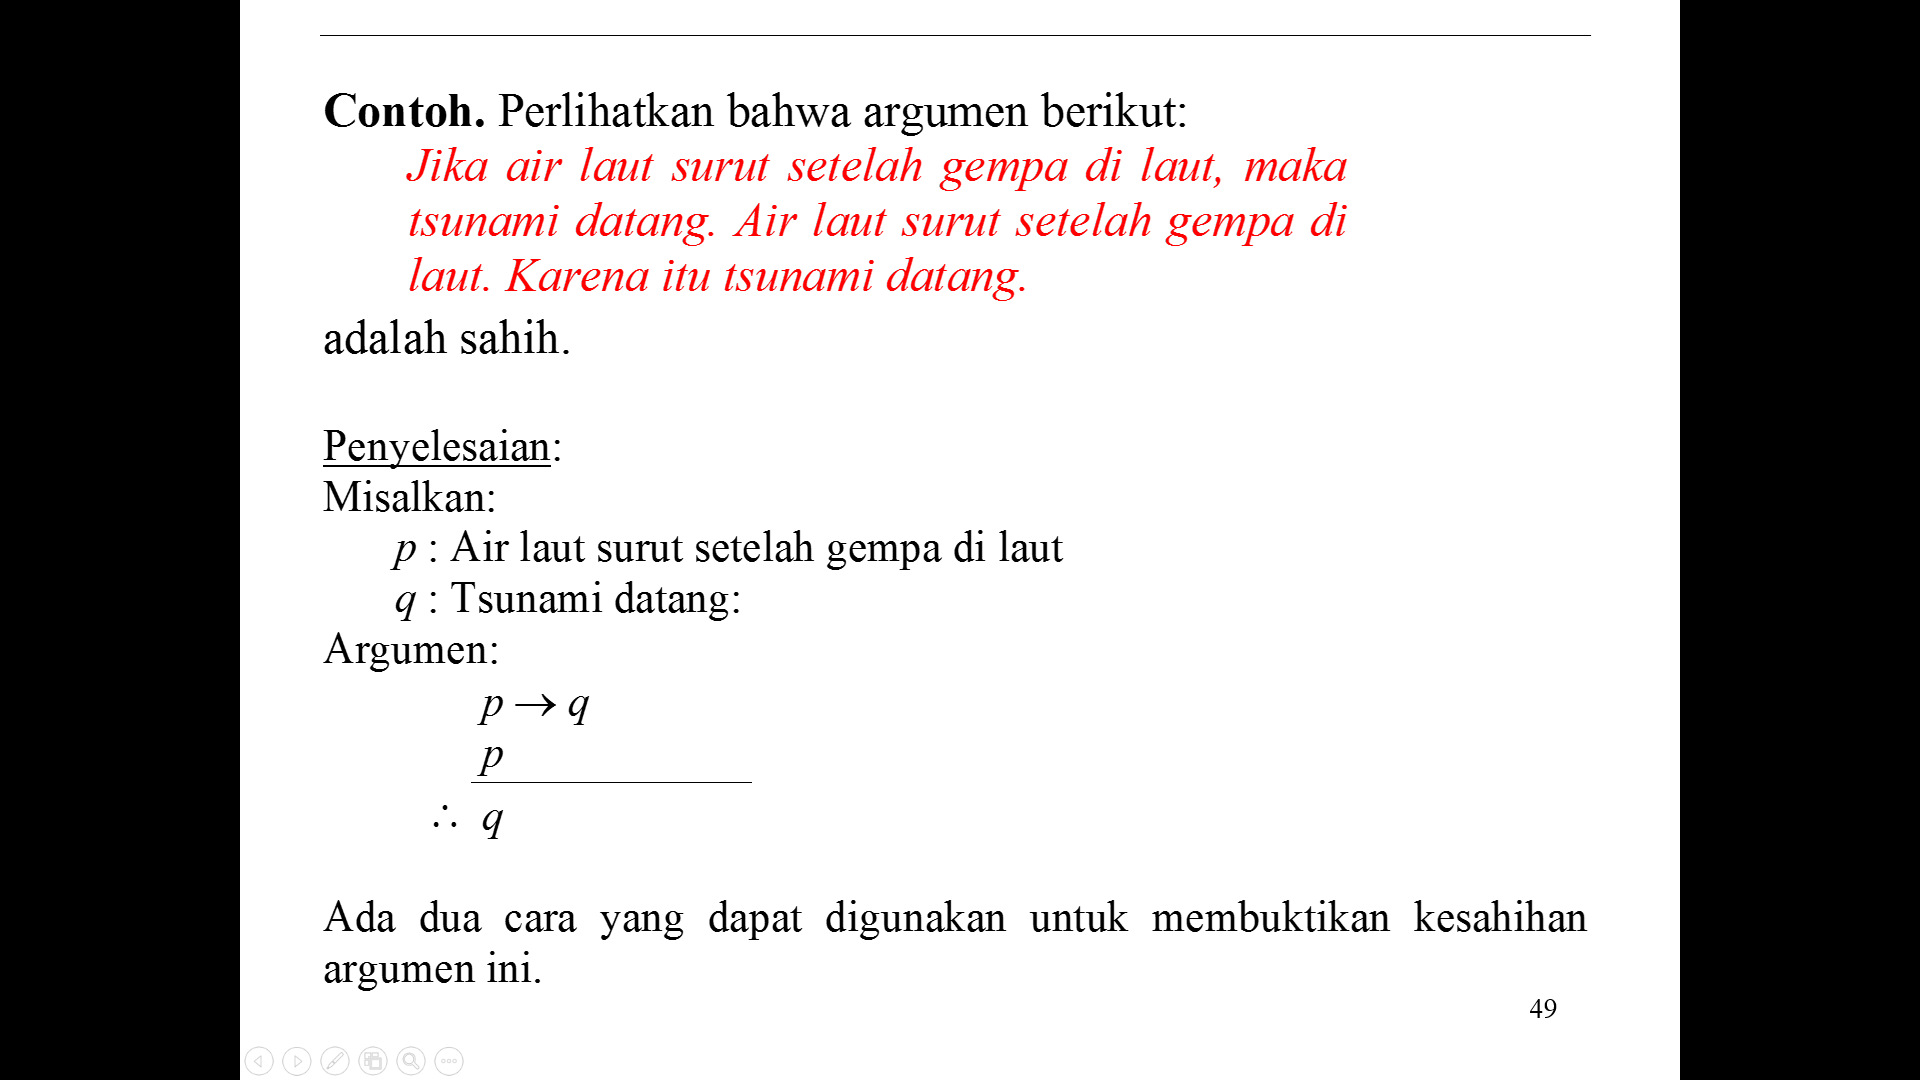 Contoh. Perlihatkan bahwa argumen berikut:
Jika air laut surut setelah gempa di laut, maka
tsunami datang. Air laut surut setelah gempa di
laut. Karena itu tsunami datang.
adalah sahih.
Penyelesaian:
Misalkan:
p : Air laut surut setelah gempa di laut
q : Tsunami datang:
Argumen:
p → q
p
∴ q
Ada dua cara yang dapat digunakan untuk membuktikan kesahihan
argumen ini.
49